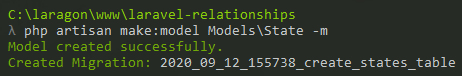 C:\laragon\www\laravel-relationships
λ php artisan make:model Models\State -m
Model created successfully.
Created Migration: 2020_09_12_155738_create_states_table